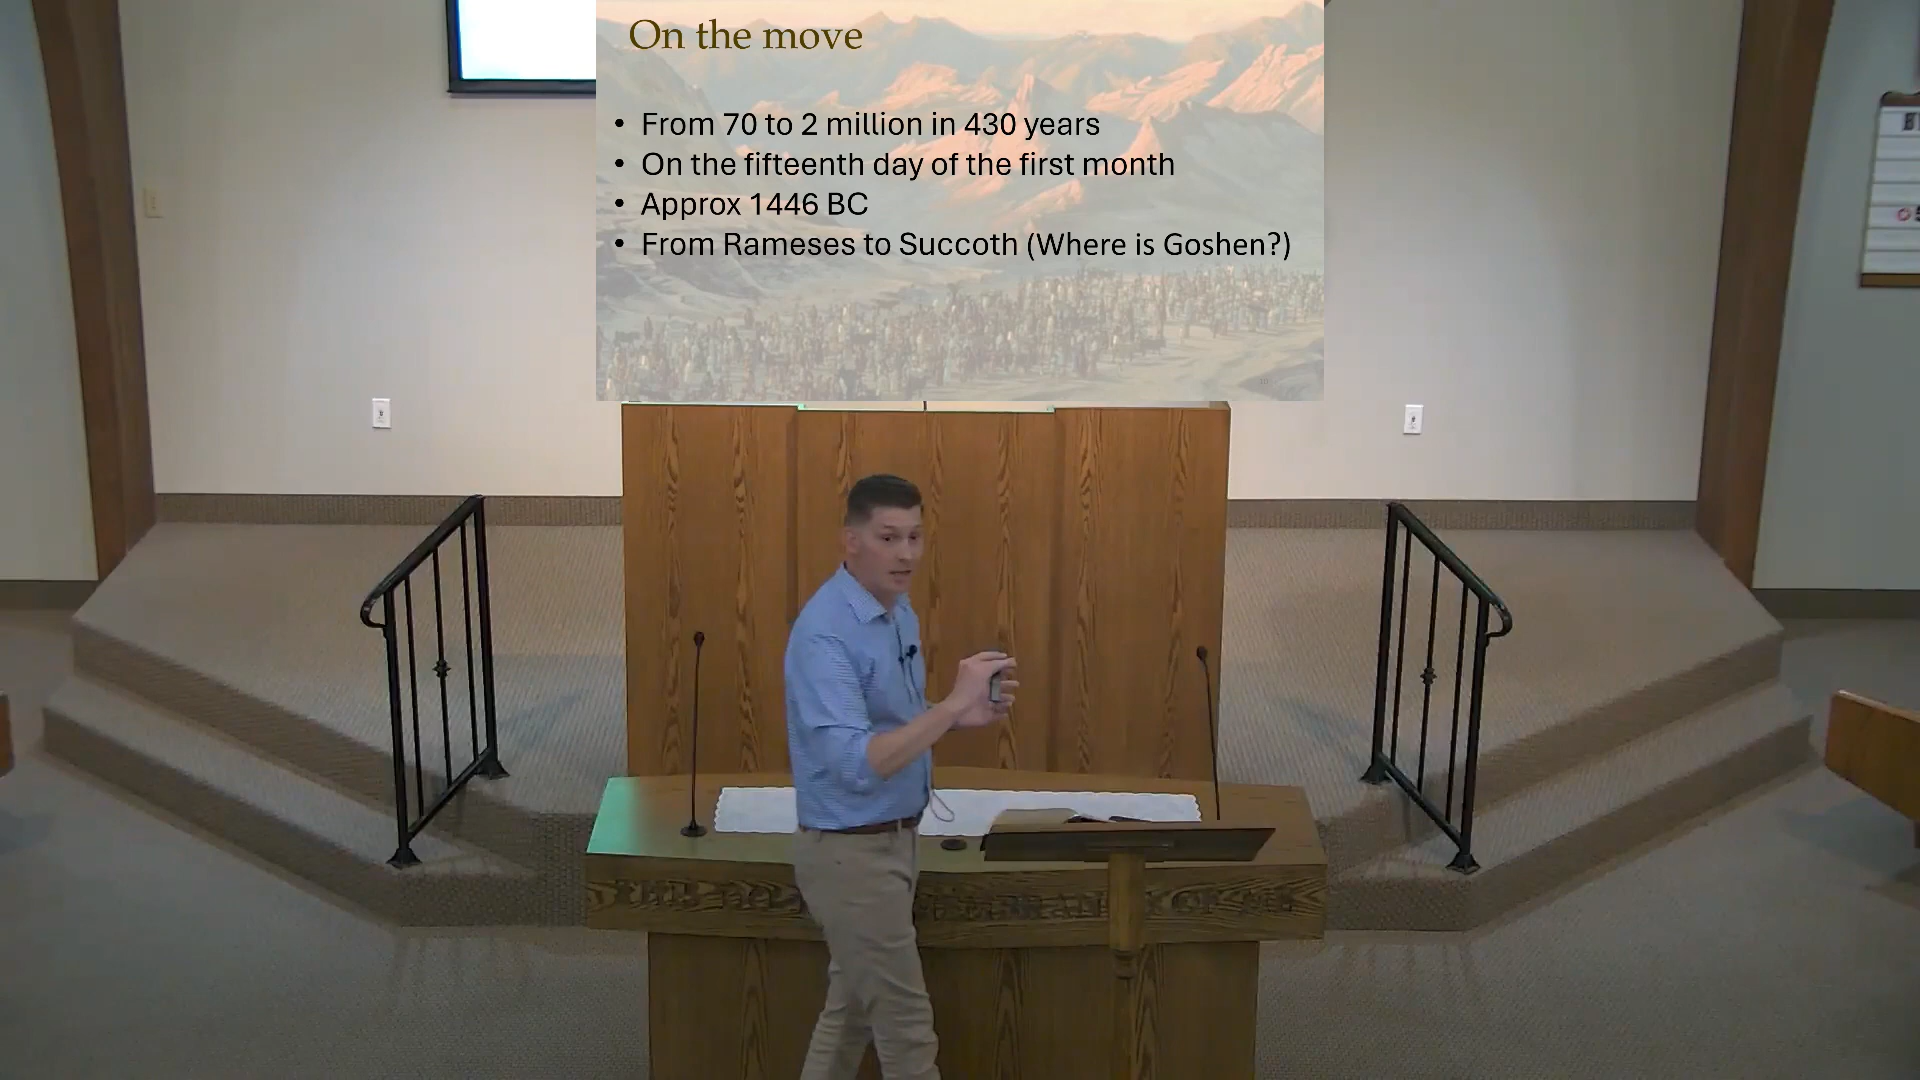 On the move
• From 70 to 2 million in 430 years
• On the fifteenth day of the first month
• Approx 1446 BC
• From Rameses to Succoth (Where is Goshen?)
10